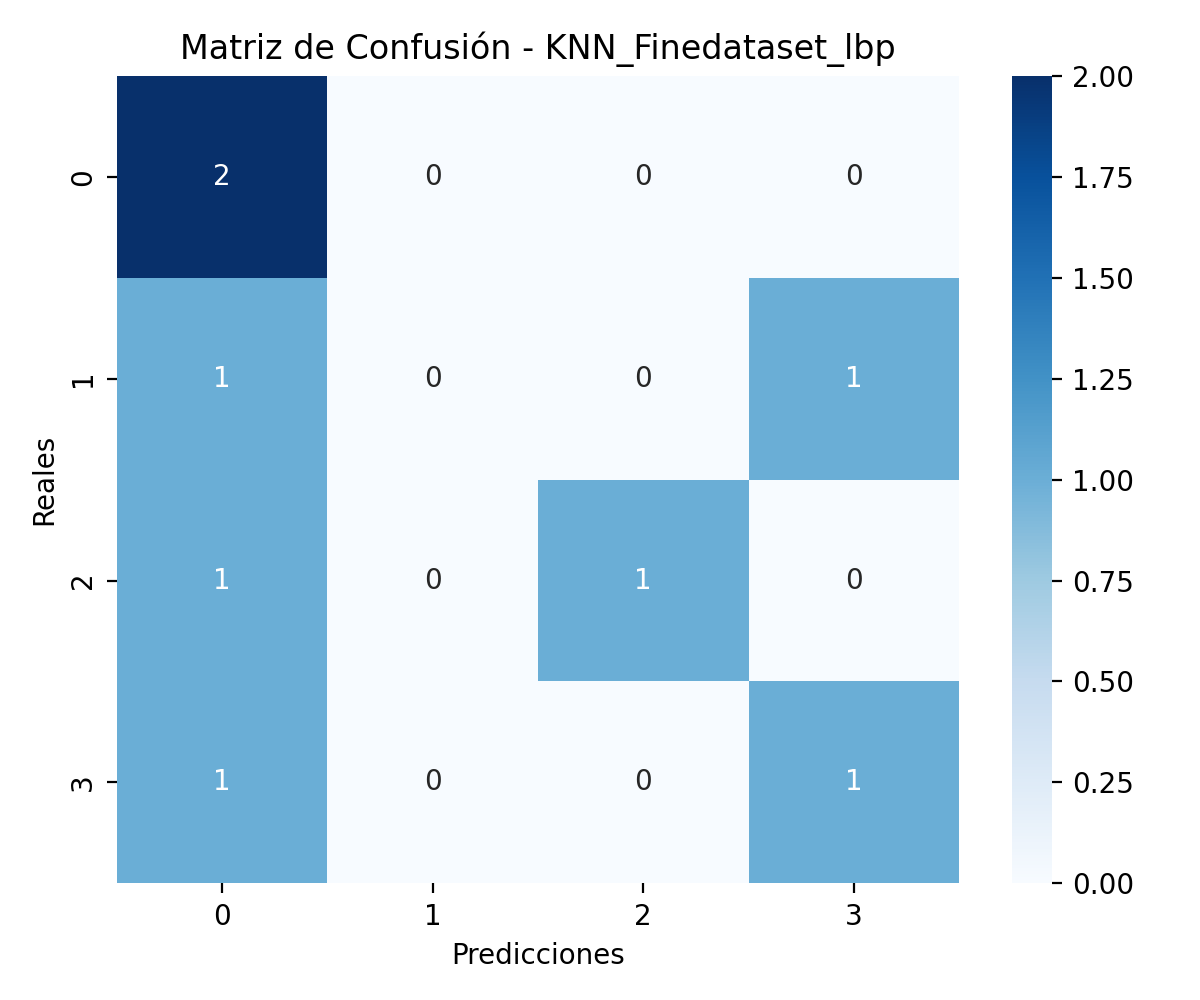 Matriz de Confusión - KNN_Finedataset_lbp
2.00
1.75
1.50
1.25
1.00
0.75
0.50
0.25
0.00
Reales
0 2 0 0 0
1 1 0 0 1
2 1 0 1 0
3 1 0 0 1
0 1 2 3
Predicciones